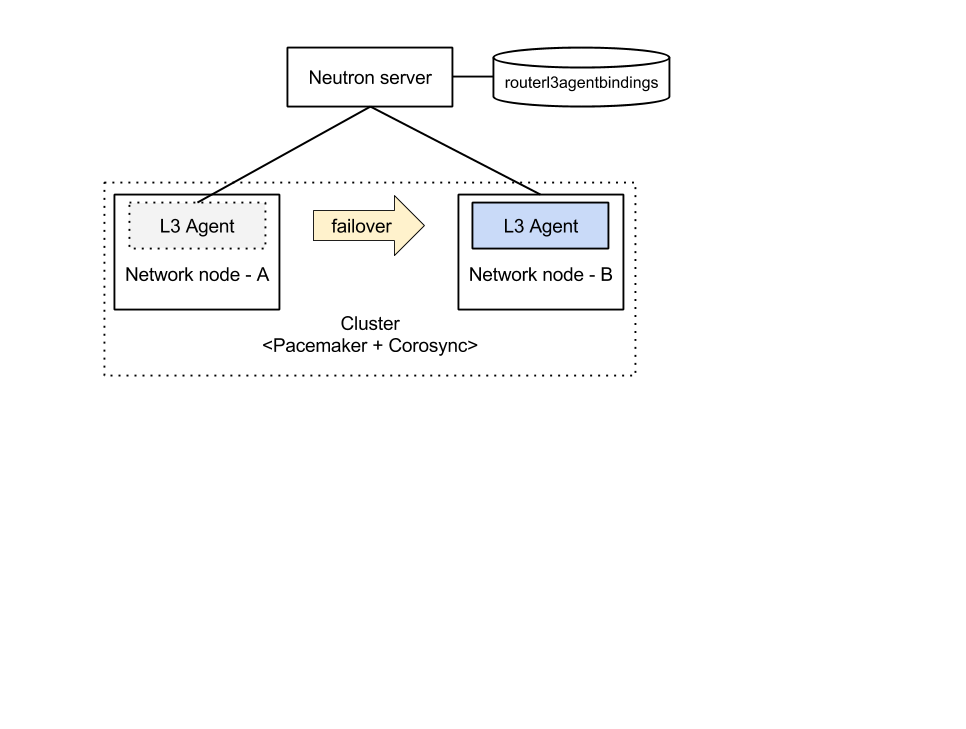 Neutron server
routerl3agentbindings
L3 Agent
failover
L3 Agent
Network node - A
Network node - B
Cluster
<Pacemaker + Corosync>